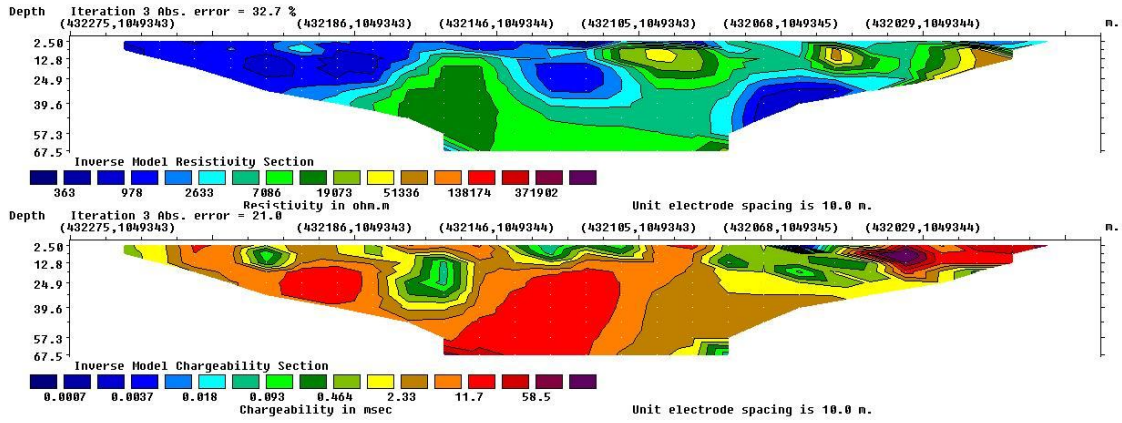 Depth Iteration 3 Abs. error = 32.7 %
(432275,1049343) (432186,1049343) (432146,1049344) (432105,1049343) (432068,1049345) (432029,1049344) m.
2.50
12.8
24.9
39.6
57.3
67.5
Inverse Model Resistivity Section
363 978 2633 7086 19073 51336 138174 371902
Resistivity in ohm.m Unit electrode spacing is 10.0 m.
Depth Iteration 3 Abs. error = 21.0
(432275,1049343) (432186,1049343) (432146,1049344) (432105,1049343) (432068,1049345) (432029,1049344) m.
2.50
12.8
24.9
39.6
57.3
67.5
Inverse Model Chargeability Section
0.0007 0.0037 0.018 0.093 0.464 2.33 11.7 58.5
Chargeability in msec Unit electrode spacing is 10.0 m.